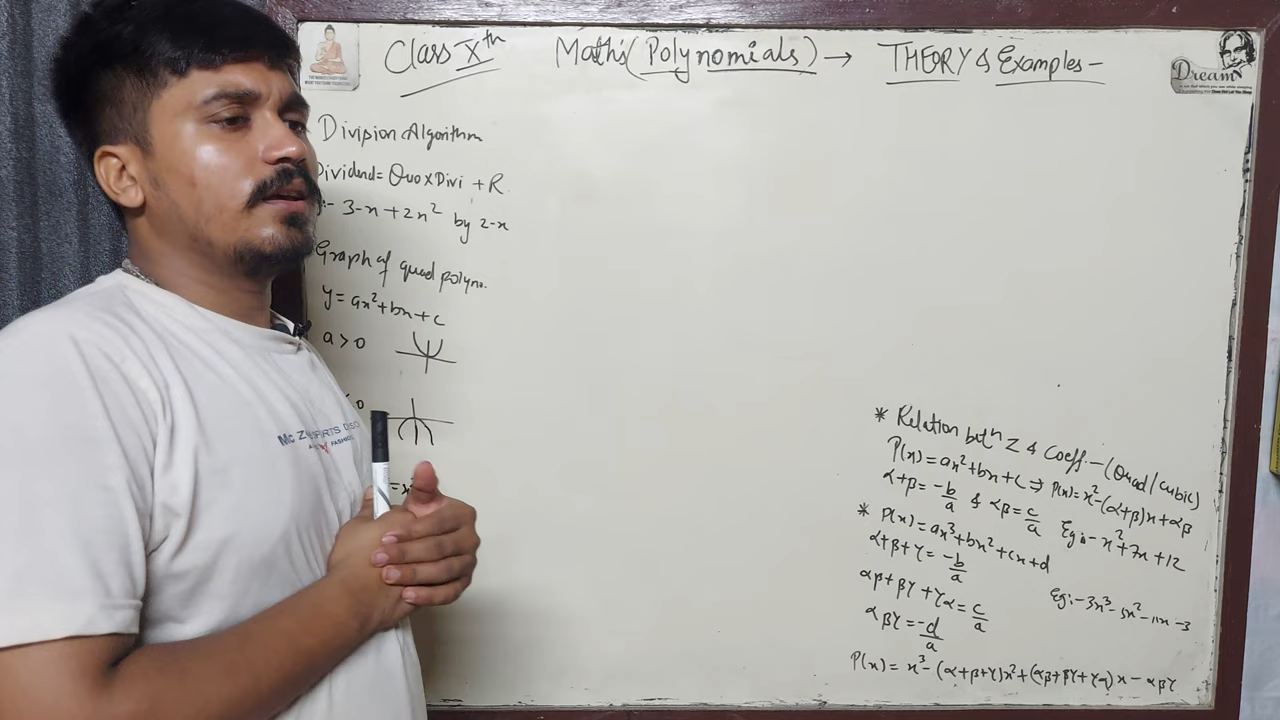 Class Xth Maths (Polynomials) → THEORY & Examples -
Dream
Division Algorithm
Dividend = Quo x Divi + R
:- 3-x+2x² by 2-x
Graph of quad polyno.
y = ax²+bx+c
a > 0
< 0
* Relation betⁿ Z & Coeff. - (Quad/cubic)
P(x) = ax²+bx+c ⇒ P(x) = x²-(α+β)x+αβ
α+β = -b/a & αβ = c/a Eg:- x²+7x+12
* P(x) = ax³+bx²+cx+d
α+β+γ = -b/a
αβ+βγ+γα = c/a Eg:- 3x³-5x²-11x-3
αβγ = -d/a
P(x) = x³-(α+β+γ)x²+(αβ+βγ+γα)x-αβγ